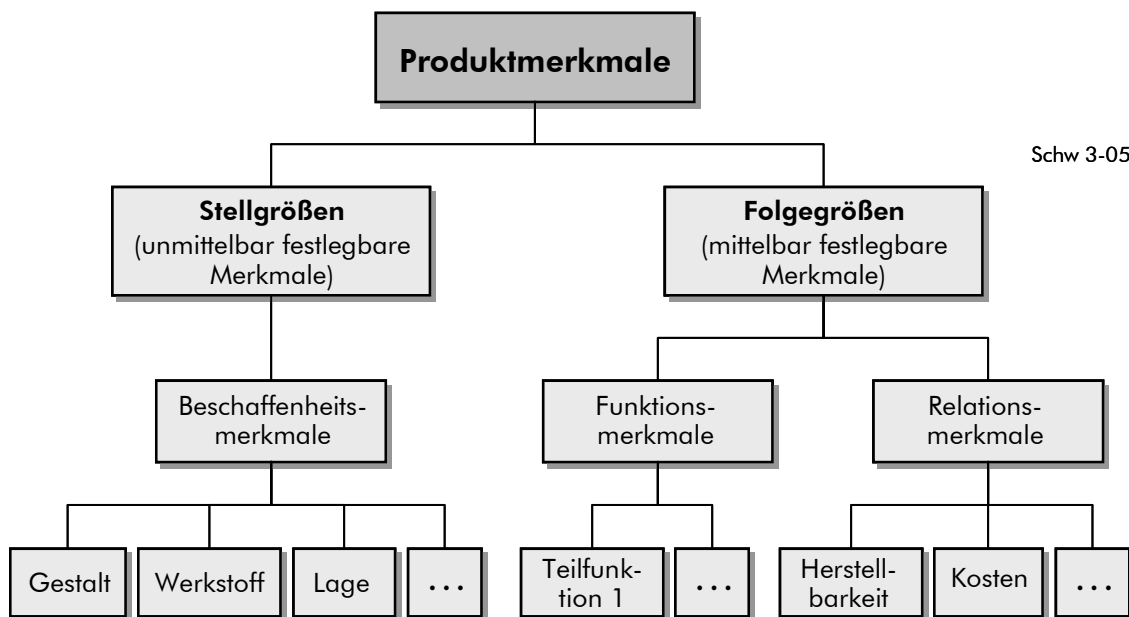 Produktmerkmale
Schw 3-05
Stellgrößen
(unmittelbar festlegbare
Merkmale)
Folgegrößen
(mittelbar festlegbare
Merkmale)
Beschaffenheits-
merkmale
Funktions-
merkmale
Relations-
merkmale
Gestalt
Werkstoff
Lage
...
Teilfunk-
tion 1
...
Herstell-
barkeit
Kosten
...